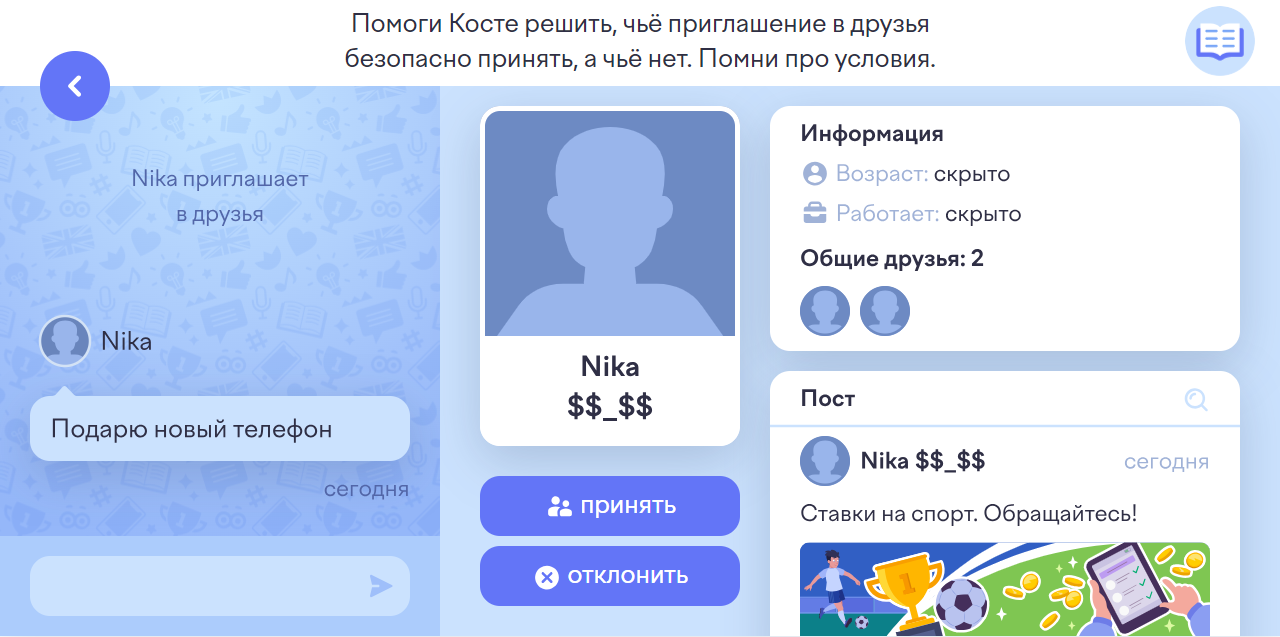 Помоги Косте решить, чьё приглашение в друзья
безопасно принять, а чьё нет. Помни про условия.
Nika приглашает
в друзья
Nika
Подарю новый телефон
сегодня
Nika
$$_$$
принять
отклонить
Информация
Возраст: скрыто
Работает: скрыто
Общие друзья: 2
Пост
Nika $$_$$
сегодня
Ставки на спорт. Обращайтесь!
1